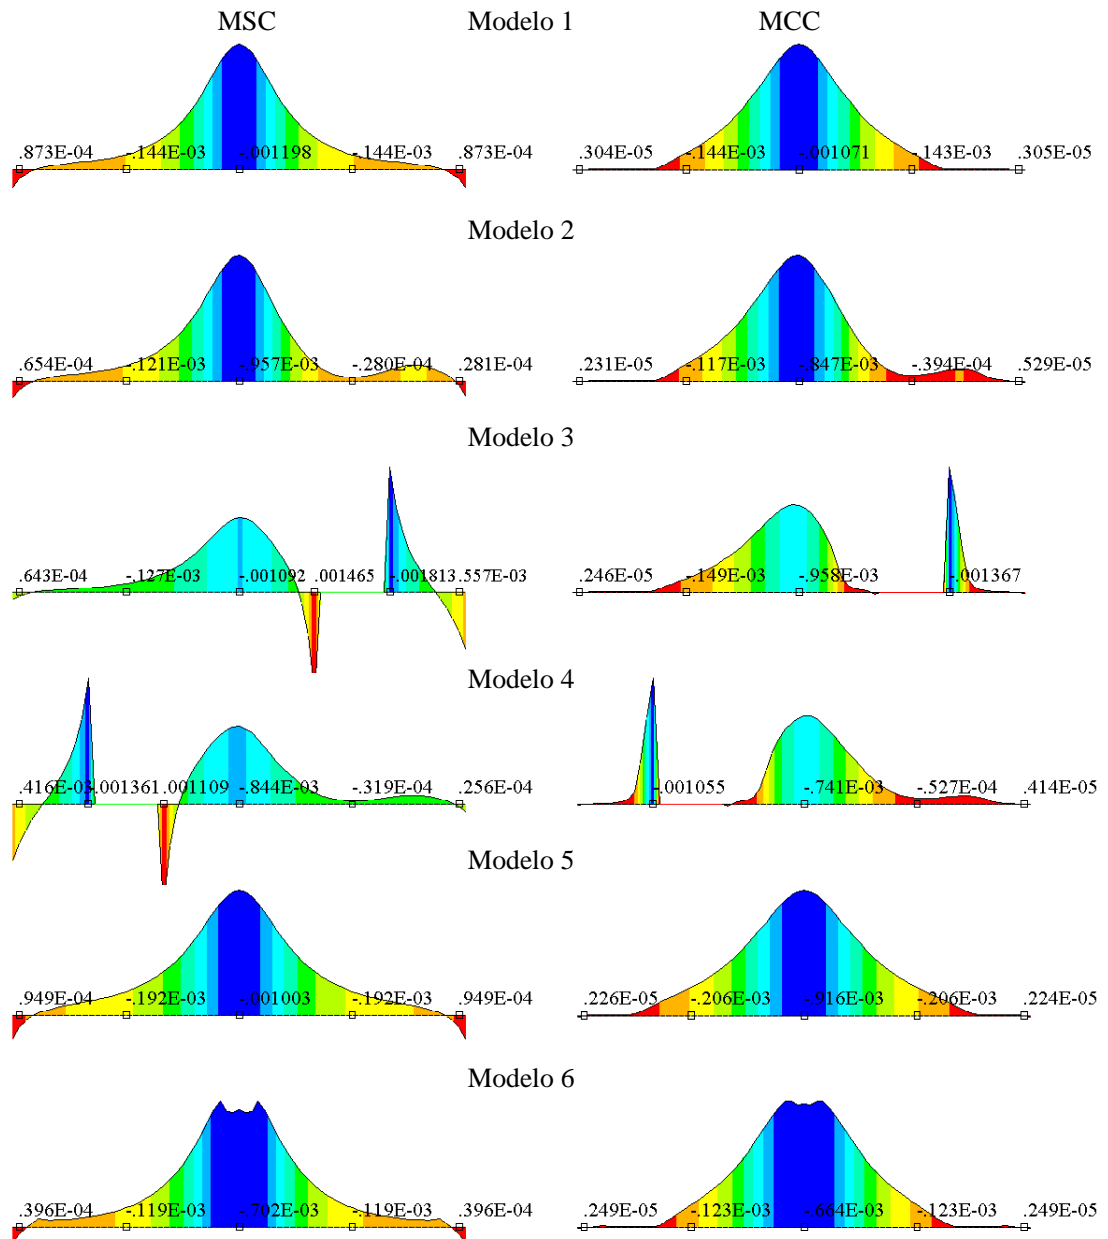 MSC Modelo 1 MCC
.873E-04 -.144E-03 -.001198 -.144E-03 .873E-04 .304E-05 -.144E-03 -.001071 -.143E-03 .305E-05
Modelo 2
.654E-04 -.121E-03 -.957E-03 -.280E-04 .281E-04 .231E-05 -.117E-03 -.847E-03 -.394E-04 .529E-05
Modelo 3
.643E-04 -.127E-03 -.001092 .001465 -.001813 .557E-03 .246E-05 -.149E-03 -.958E-03 -.001367
Modelo 4
.416E-03 -.001361 .001109 -.844E-03 -.319E-04 .256E-04 -.001055 -.741E-03 -.527E-04 .414E-05
Modelo 5
.949E-04 -.192E-03 -.001003 -.192E-03 .949E-04 .226E-05 -.206E-03 -.916E-03 -.206E-03 .224E-05
Modelo 6
.396E-04 -.119E-03 -.702E-03 -.119E-03 .396E-04 .249E-05 -.123E-03 -.664E-03 -.123E-03 .249E-05